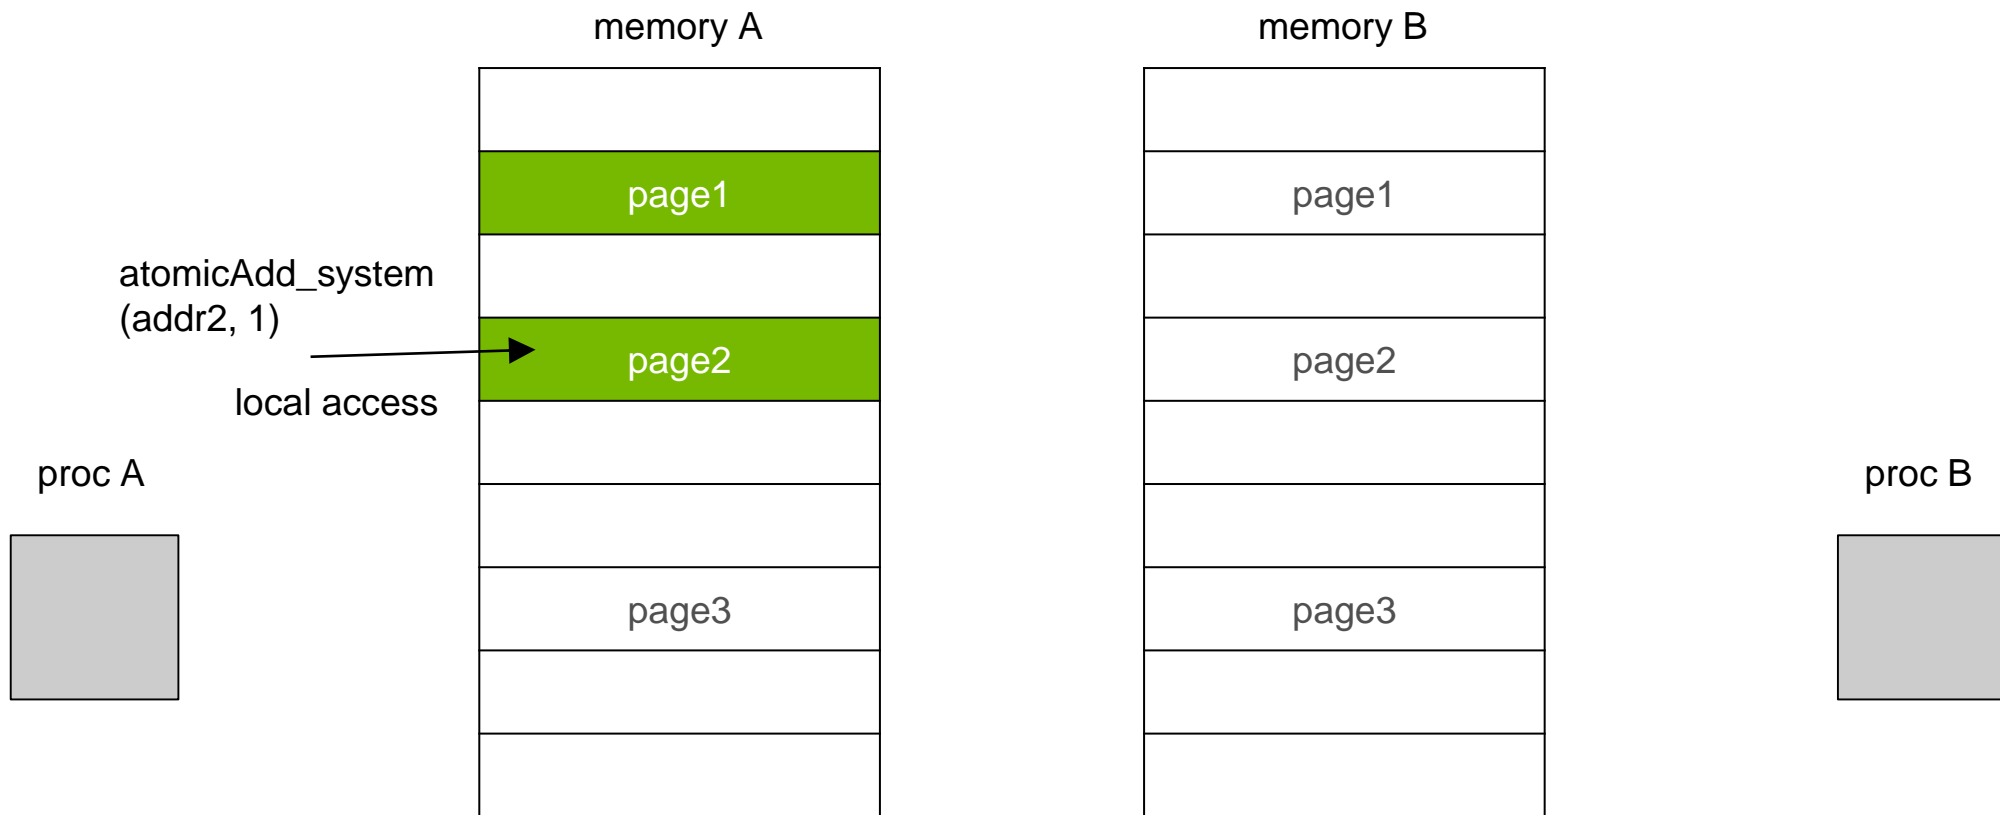 memory A
memory B
page1
page1
atomicAdd_system
(addr2, 1)
page2
page2
local access
proc A
proc B
page3
page3